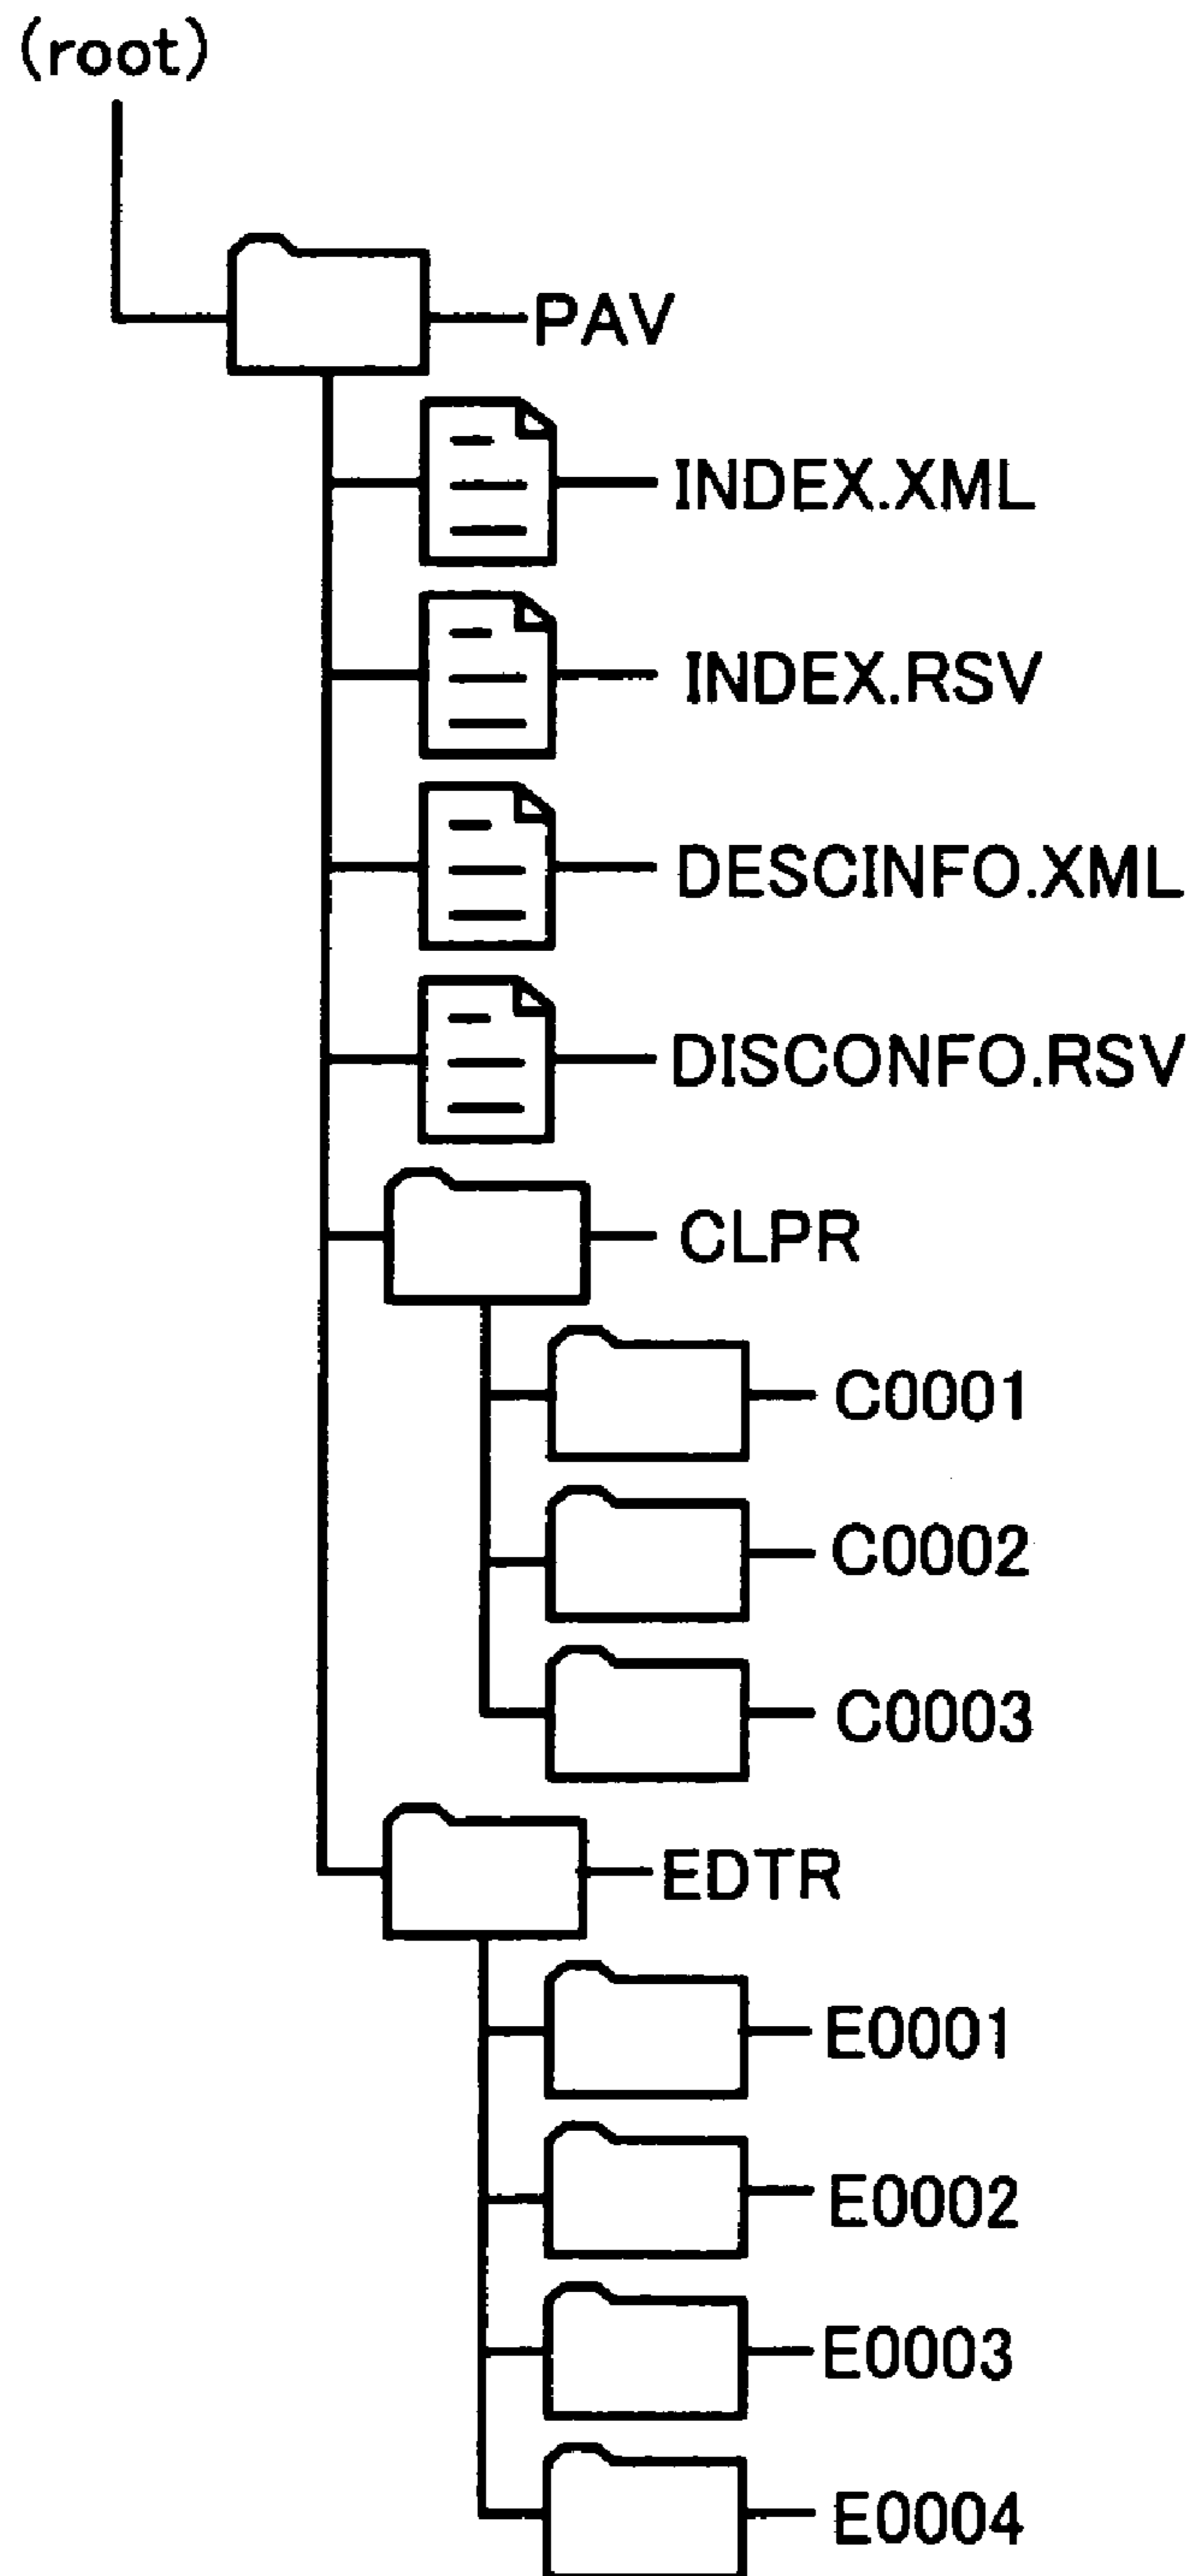 (root)
PAV
INDEX.XML
INDEX.RSV
DESCINFO.XML
DISCONFO.RSV
CLPR
C0001
C0002
C0003
EDTR
E0001
E0002
E0003
E0004